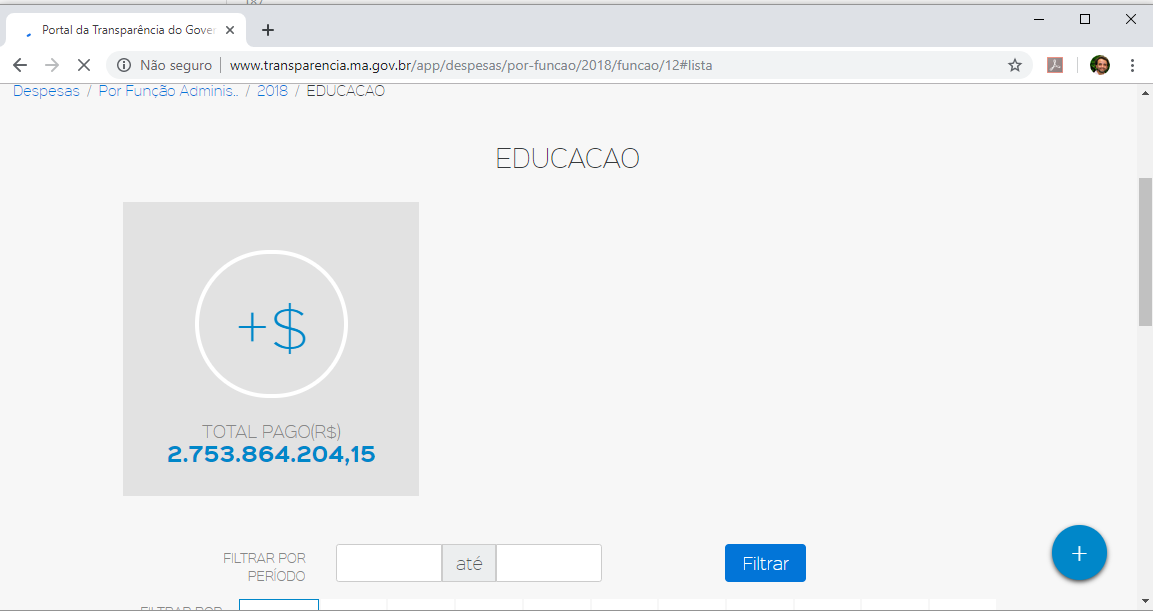 Portal da Transparência do Gover
Não seguro | www.transparencia.ma.gov.br/app/despesas/por-funcao/2018/funcao/12#lista
Despesas / Por Função Adminis.. / 2018 / EDUCACAO
EDUCACAO
+$
TOTAL PAGO(R$)
2.753.864.204,15
FILTRAR POR
PERÍODO
até
Filtrar
+
FILTRAR POR